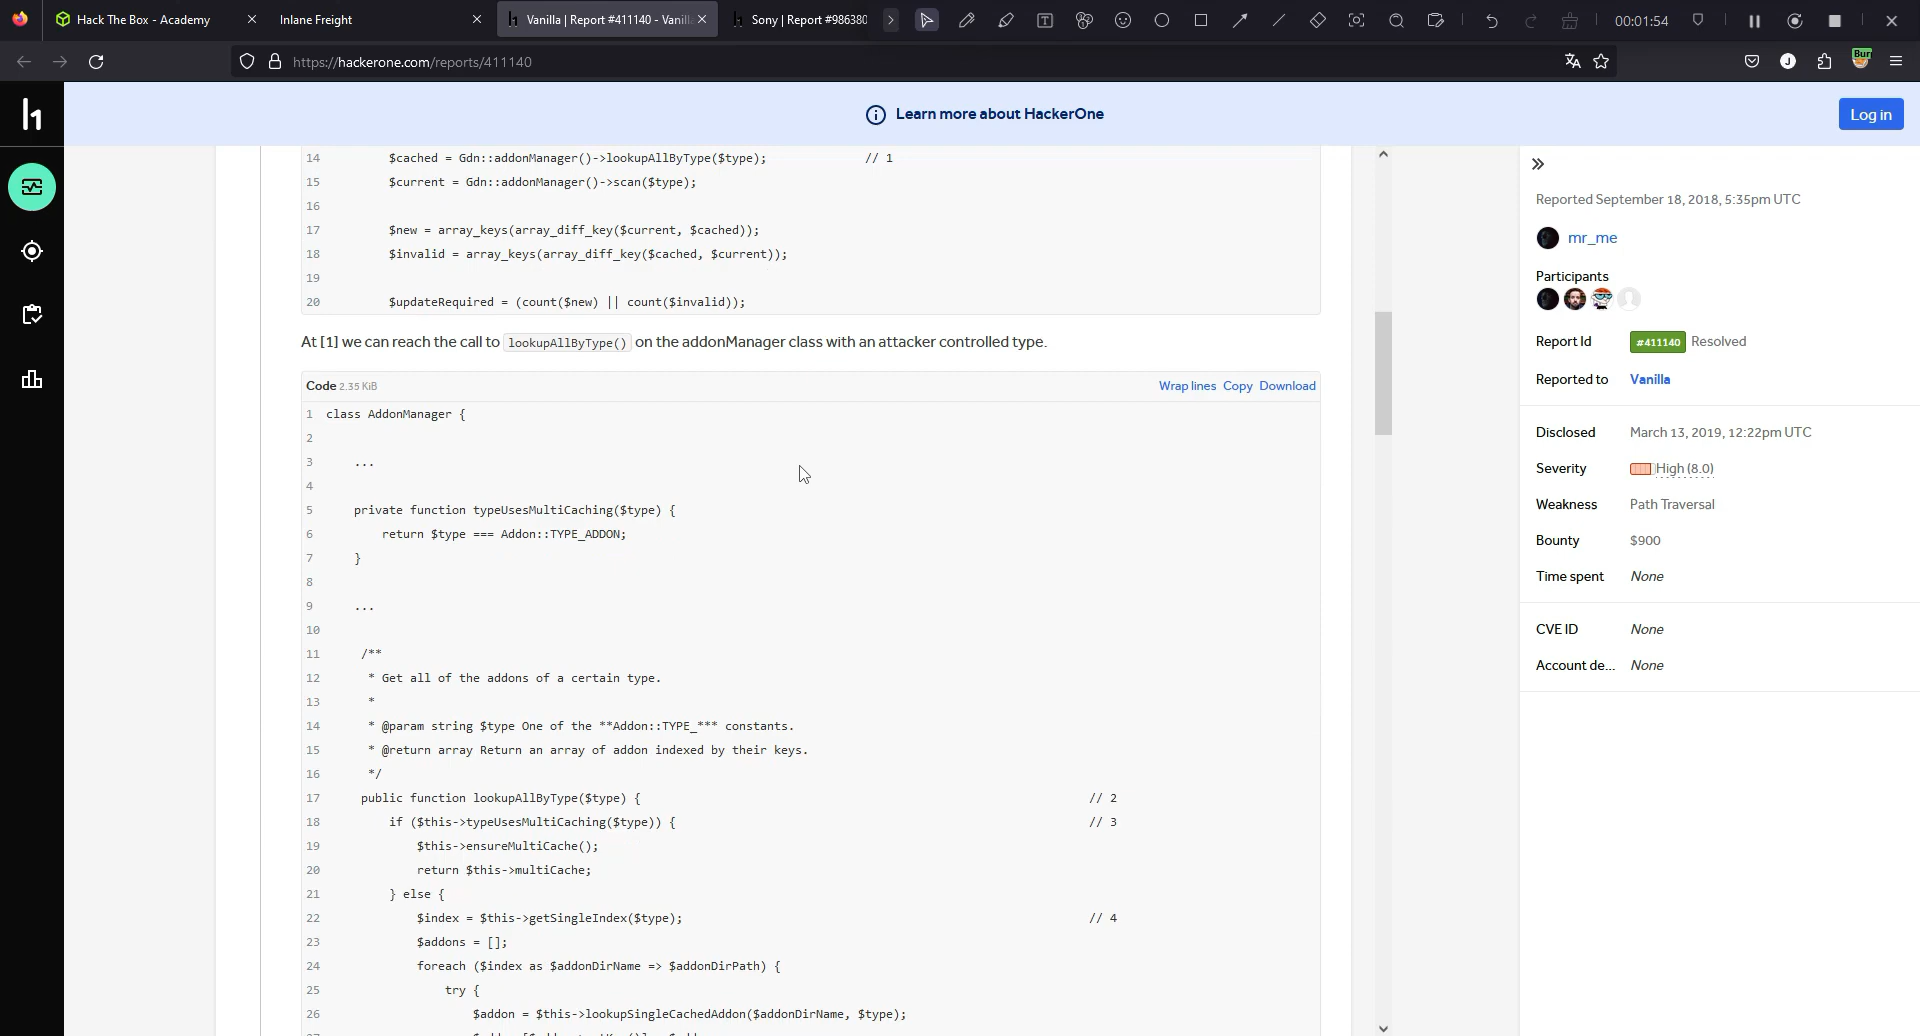 Hack The Box - Academy
Inlane Freight
Vanilla | Report #411140 - Vanill
Sony | Report #986380
00:01:54
https://hackerone.com/reports/411140
J
Bur
h1
Learn more about HackerOne
Log in
14 $cached = Gdn::addonManager()->lookupAllByType($type); // 1
15 $current = Gdn::addonManager()->scan($type);
16
17 $new = array_keys(array_diff_key($current, $cached));
18 $invalid = array_keys(array_diff_key($cached, $current));
19
20 $updateRequired = (count($new) || count($invalid));
At [1] we can reach the call to lookupAllByType() on the addonManager class with an attacker controlled type.
Code 2.35 KiB Wrap lines Copy Download
1 class AddonManager {
2
3 ...
4
5 private function typeUsesMultiCaching($type) {
6 return $type === Addon::TYPE_ADDON;
7 }
8
9 ...
10
11 /**
12 * Get all of the addons of a certain type.
13 *
14 * @param string $type One of the **Addon::TYPE_*** constants.
15 * @return array Return an array of addon indexed by their keys.
16 */
17 public function lookupAllByType($type) { // 2
18 if ($this->typeUsesMultiCaching($type)) { // 3
19 $this->ensureMultiCache();
20 return $this->multiCache;
21 } else {
22 $index = $this->getSingleIndex($type); // 4
23 $addons = [];
24 foreach ($index as $addonDirName => $addonDirPath) {
25 try {
26 $addon = $this->lookupSingleCachedAddon($addonDirName, $type);
Reported September 18, 2018, 5:35pm UTC
mr_me
Participants
Report Id #411140 Resolved
Reported to Vanilla
Disclosed March 13, 2019, 12:22pm UTC
Severity High (8.0)
Weakness Path Traversal
Bounty $900
Time spent None
CVE ID None
Account de... None